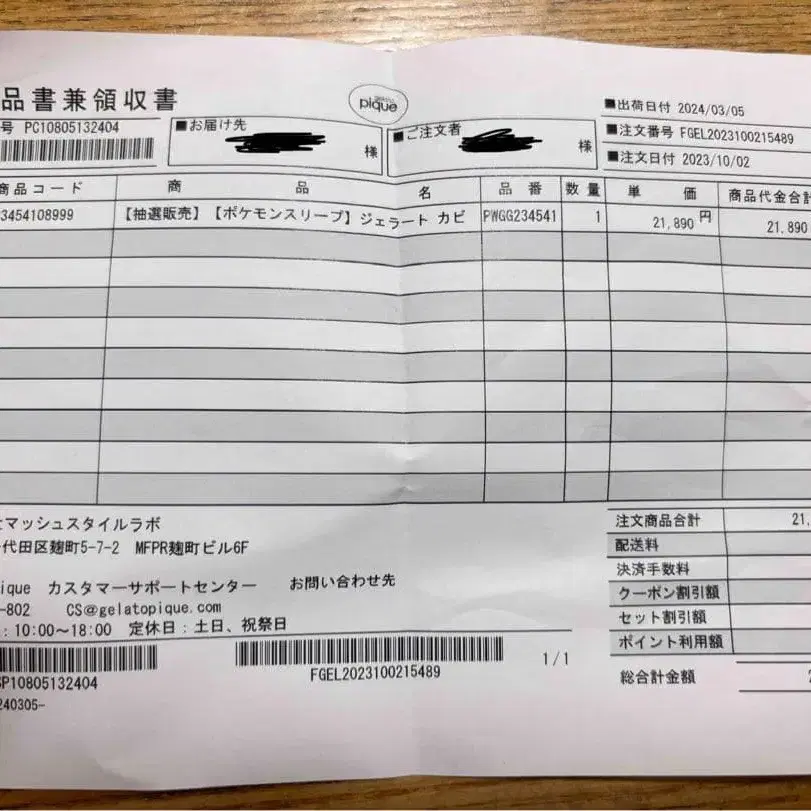 品書兼領収書
pique
号 PC10805132404
■お届け先
様
■ご注文者
様
■出荷日付 2024/03/05
■注文番号 FGEL2023100215489
■注文日付 2023/10/02
商品コード 商品名 品番 数量 単価 商品代金合計
3454108999 【抽選販売】【ポケモンスリープ】ジェラート カビ PWGG234541 1 21,890円 21,890
マッシュスタイルラボ
代田区麹町5-7-2 MFPR麹町ビル6F
ique カスタマーサポートセンター お問い合わせ先
-802 CS@gelatopique.com
:10:00～18:00 定休日:土日、祝祭日
P10805132404
240305-
FGEL2023100215489
1/1
注文商品合計 21,
配送料
決済手数料
クーポン割引額
セット割引額
ポイント利用額
総合計金額